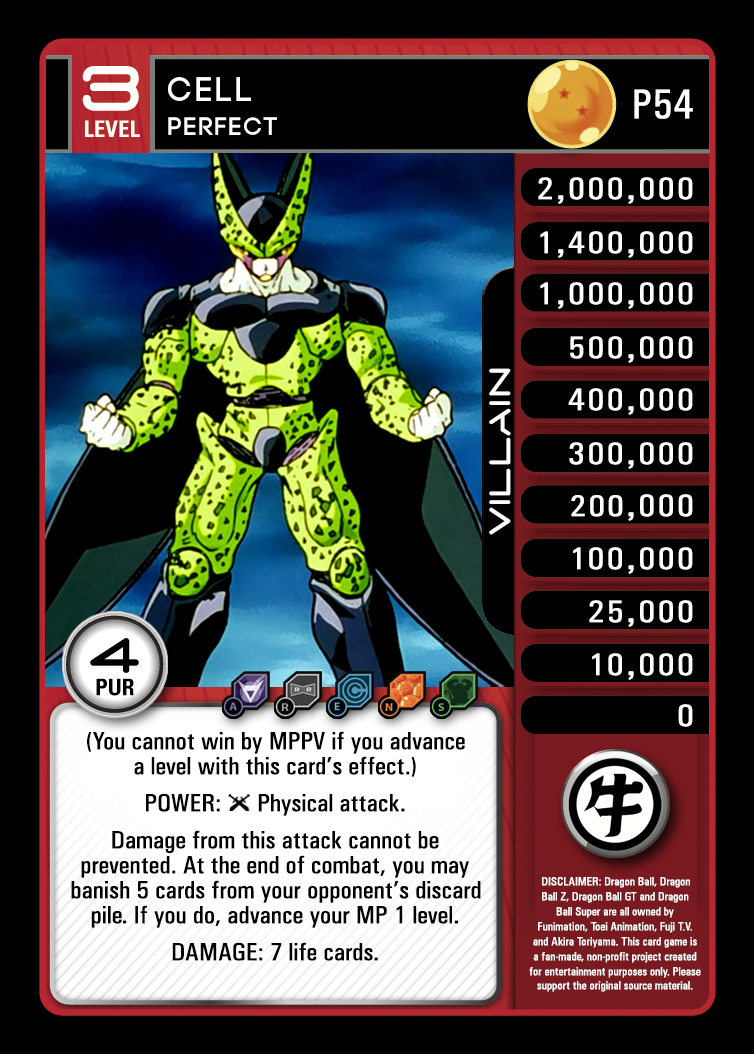 3
LEVEL
CELL
PERFECT
P54
2,000,000
1,400,000
1,000,000
500,000
400,000
300,000
200,000
100,000
25,000
10,000
0
VILLAIN
4
PUR
A
R
E
N
S
(You cannot win by MPPV if you advance
a level with this card's effect.)
POWER: Physical attack.
Damage from this attack cannot be
prevented. At the end of combat, you may
banish 5 cards from your opponent's discard
pile. If you do, advance your MP 1 level.
DAMAGE: 7 life cards.
牛
DISCLAIMER: Dragon Ball, Dragon
Ball Z, Dragon Ball GT and Dragon
Ball Super are all owned by
Funimation, Toei Animation, Fuji T.V.
and Akira Toriyama. This card game is
a fan-made, non-profit project created
for entertainment purposes only. Please
support the original source material.